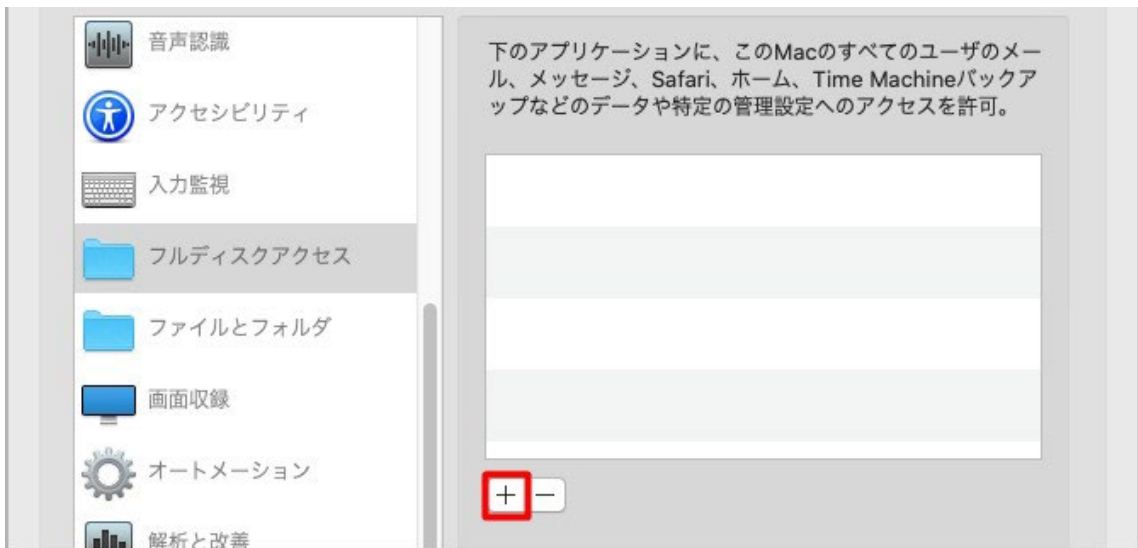 音声認識
アクセシビリティ
入力監視
フルディスクアクセス
ファイルとフォルダ
画面収録
オートメーション
解析と改善
下のアプリケーションに、このMacのすべてのユーザのメー
ル、メッセージ、Safari、ホーム、Time Machineバックア
ップなどのデータや特定の管理設定へのアクセスを許可。
+ −